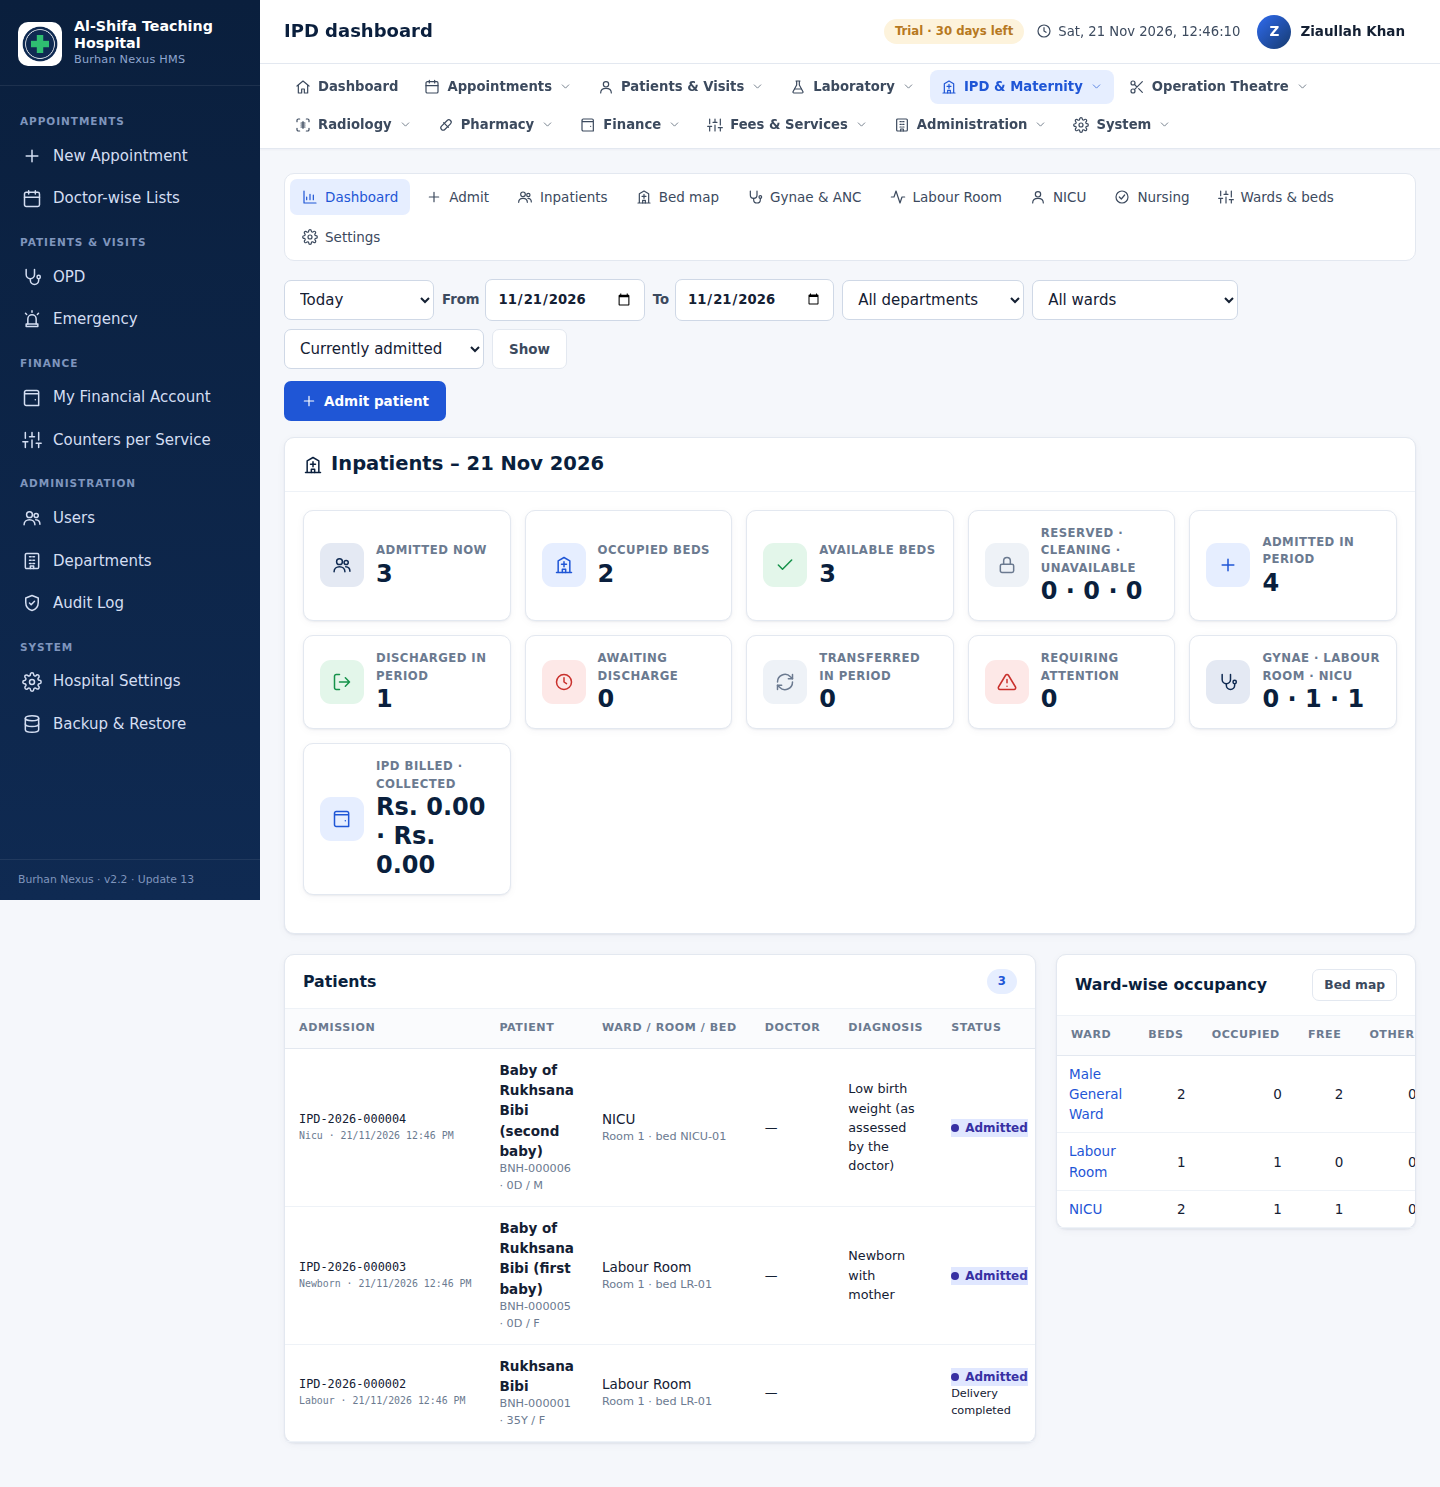 Al-Shifa Teaching Hospital
Burhan Nexus HMS
APPOINTMENTS
New Appointment
Doctor-wise Lists
PATIENTS & VISITS
OPD
Emergency
FINANCE
My Financial Account
Counters per Service
ADMINISTRATION
Users
Departments
Audit Log
SYSTEM
Hospital Settings
Backup & Restore
Burhan Nexus · v2.2 · Update 13
IPD dashboard
Trial · 30 days left
Sat, 21 Nov 2026, 12:46:10
Z
Ziaullah Khan
Dashboard Appointments Patients & Visits Laboratory IPD & Maternity Operation Theatre
Radiology Pharmacy Finance Fees & Services Administration System
Dashboard Admit Inpatients Bed map Gynae & ANC Labour Room NICU Nursing Wards & beds
Settings
Today From 11/21/2026 To 11/21/2026 All departments All wards
Currently admitted Show
Admit patient
Inpatients – 21 Nov 2026
ADMITTED NOW
3
OCCUPIED BEDS
2
AVAILABLE BEDS
3
RESERVED ·
CLEANING ·
UNAVAILABLE
0 · 0 · 0
ADMITTED IN
PERIOD
4
DISCHARGED IN
PERIOD
1
AWAITING
DISCHARGE
0
TRANSFERRED
IN PERIOD
0
REQUIRING
ATTENTION
0
GYNAE · LABOUR
ROOM · NICU
0 · 1 · 1
IPD BILLED ·
COLLECTED
Rs. 0.00
· Rs.
0.00
Patients
3
ADMISSION PATIENT WARD / ROOM / BED DOCTOR DIAGNOSIS STATUS
IPD-2026-000004
Nicu · 21/11/2026 12:46 PM
Baby of
Rukhsana
Bibi
(second
baby)
BNH-000006
· 0D / M
NICU
Room 1 · bed NICU-01
—
Low birth
weight (as
assessed
by the
doctor)
Admitted
IPD-2026-000003
Newborn · 21/11/2026 12:46 PM
Baby of
Rukhsana
Bibi (first
baby)
BNH-000005
· 0D / F
Labour Room
Room 1 · bed LR-01
—
Newborn
with
mother
Admitted
IPD-2026-000002
Labour · 21/11/2026 12:46 PM
Rukhsana
Bibi
BNH-000001
· 35Y / F
Labour Room
Room 1 · bed LR-01
—
Admitted
Delivery
completed
Ward-wise occupancy
Bed map
WARD BEDS OCCUPIED FREE OTHER
Male
General
Ward
2 0 2 0
Labour
Room
1 1 0 0
NICU 2 1 1 0